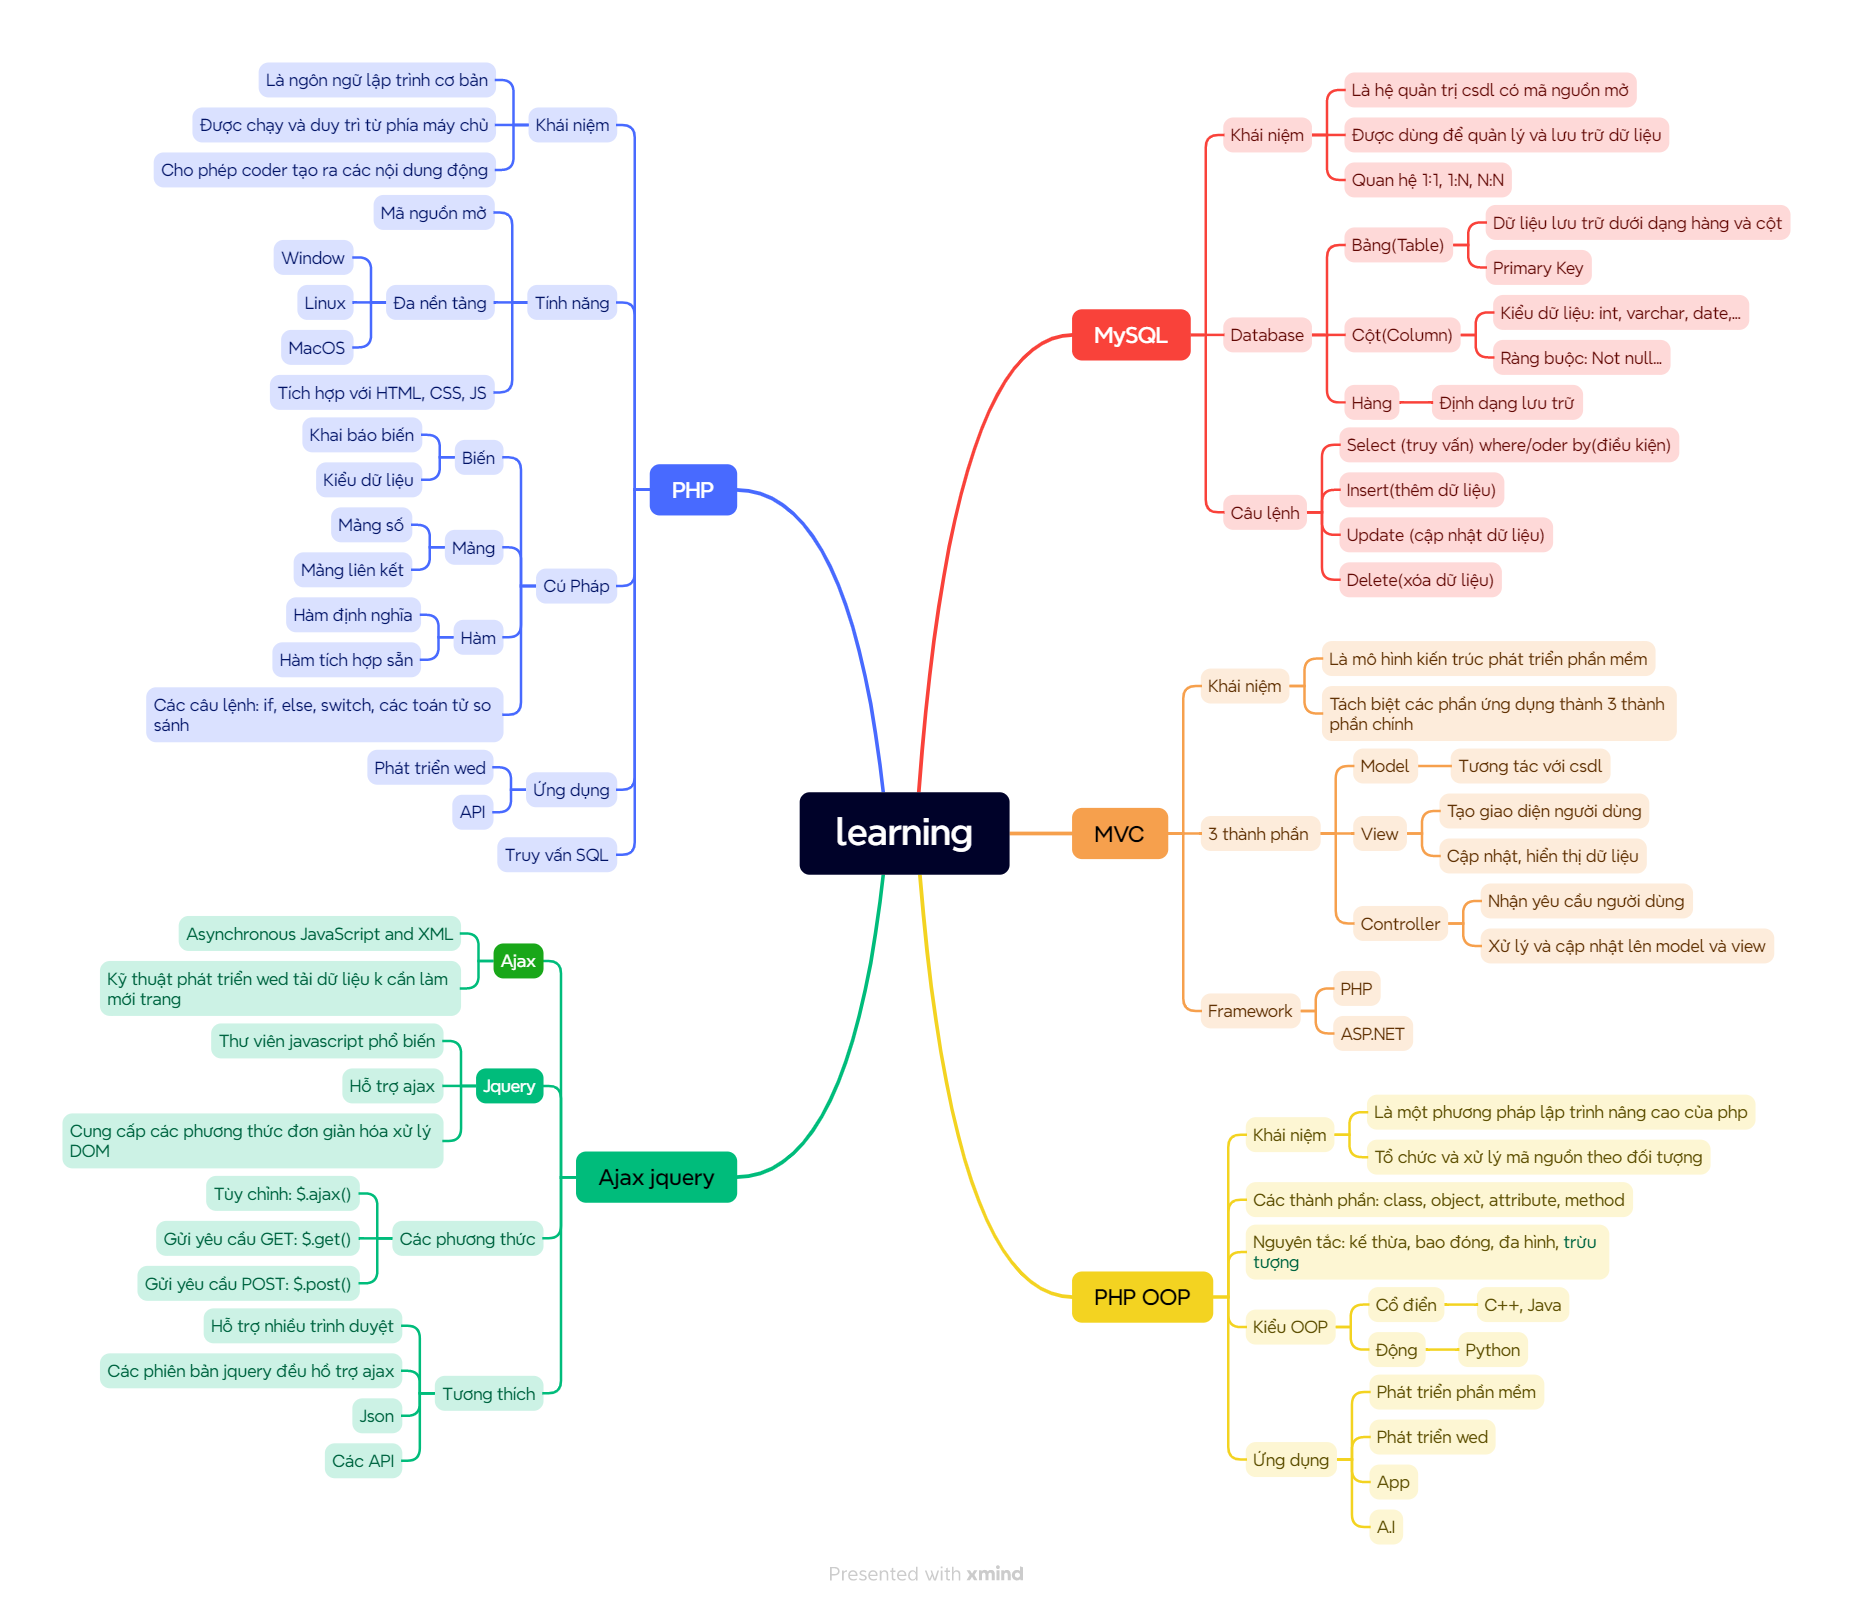 learning
MySQL
Khái niệm
Là hệ quản trị csdl có mã nguồn mở
Được dùng để quản lý và lưu trữ dữ liệu
Quan hệ 1:1, 1:N, N:N
Database
Bảng(Table)
Dữ liệu lưu trữ dưới dạng hàng và cột
Primary Key
Cột(Column)
Kiểu dữ liệu: int, varchar, date,...
Ràng buộc: Not null...
Hàng
Định dạng lưu trữ
Câu lệnh
Select (truy vấn) where/oder by(điều kiện)
Insert(thêm dữ liệu)
Update (cập nhật dữ liệu)
Delete(xóa dữ liệu)
MVC
Khái niệm
Là mô hình kiến trúc phát triển phần mềm
Tách biệt các phần ứng dụng thành 3 thành
phần chính
3 thành phần
Model
Tương tác với csdl
View
Tạo giao diện người dùng
Cập nhật, hiển thị dữ liệu
Controller
Nhận yêu cầu người dùng
Xử lý và cập nhật lên model và view
Framework
PHP
ASP.NET
PHP OOP
Khái niệm
Là một phương pháp lập trình nâng cao của php
Tổ chức và xử lý mã nguồn theo đối tượng
Các thành phần: class, object, attribute, method
Nguyên tắc: kế thừa, bao đóng, đa hình, trừu
tượng
Kiểu OOP
Cổ điển
C++, Java
Động
Python
Ứng dụng
Phát triển phần mềm
Phát triển wed
App
A.I
PHP
Khái niệm
Là ngôn ngữ lập trình cơ bản
Được chạy và duy trì từ phía máy chủ
Cho phép coder tạo ra các nội dung động
Tính năng
Mã nguồn mở
Đa nền tảng
Window
Linux
MacOS
Tích hợp với HTML, CSS, JS
Cú Pháp
Biến
Khai báo biến
Kiểu dữ liệu
Mảng
Mảng số
Mảng liên kết
Hàm
Hàm định nghĩa
Hàm tích hợp sẵn
Các câu lệnh: if, else, switch, các toán tử so
sánh
Ứng dụng
Phát triển wed
API
Truy vấn SQL
Ajax jquery
Ajax
Asynchronous JavaScript and XML
Kỹ thuật phát triển wed tải dữ liệu k cần làm
mới trang
Jquery
Thư viên javascript phổ biến
Hỗ trợ ajax
Cung cấp các phương thức đơn giản hóa xử lý
DOM
Các phương thức
Tùy chỉnh: $.ajax()
Gửi yêu cầu GET: $.get()
Gửi yêu cầu POST: $.post()
Tương thích
Hỗ trợ nhiều trình duyệt
Các phiên bản jquery đều hỗ trợ ajax
Json
Các API
Presented with xmind